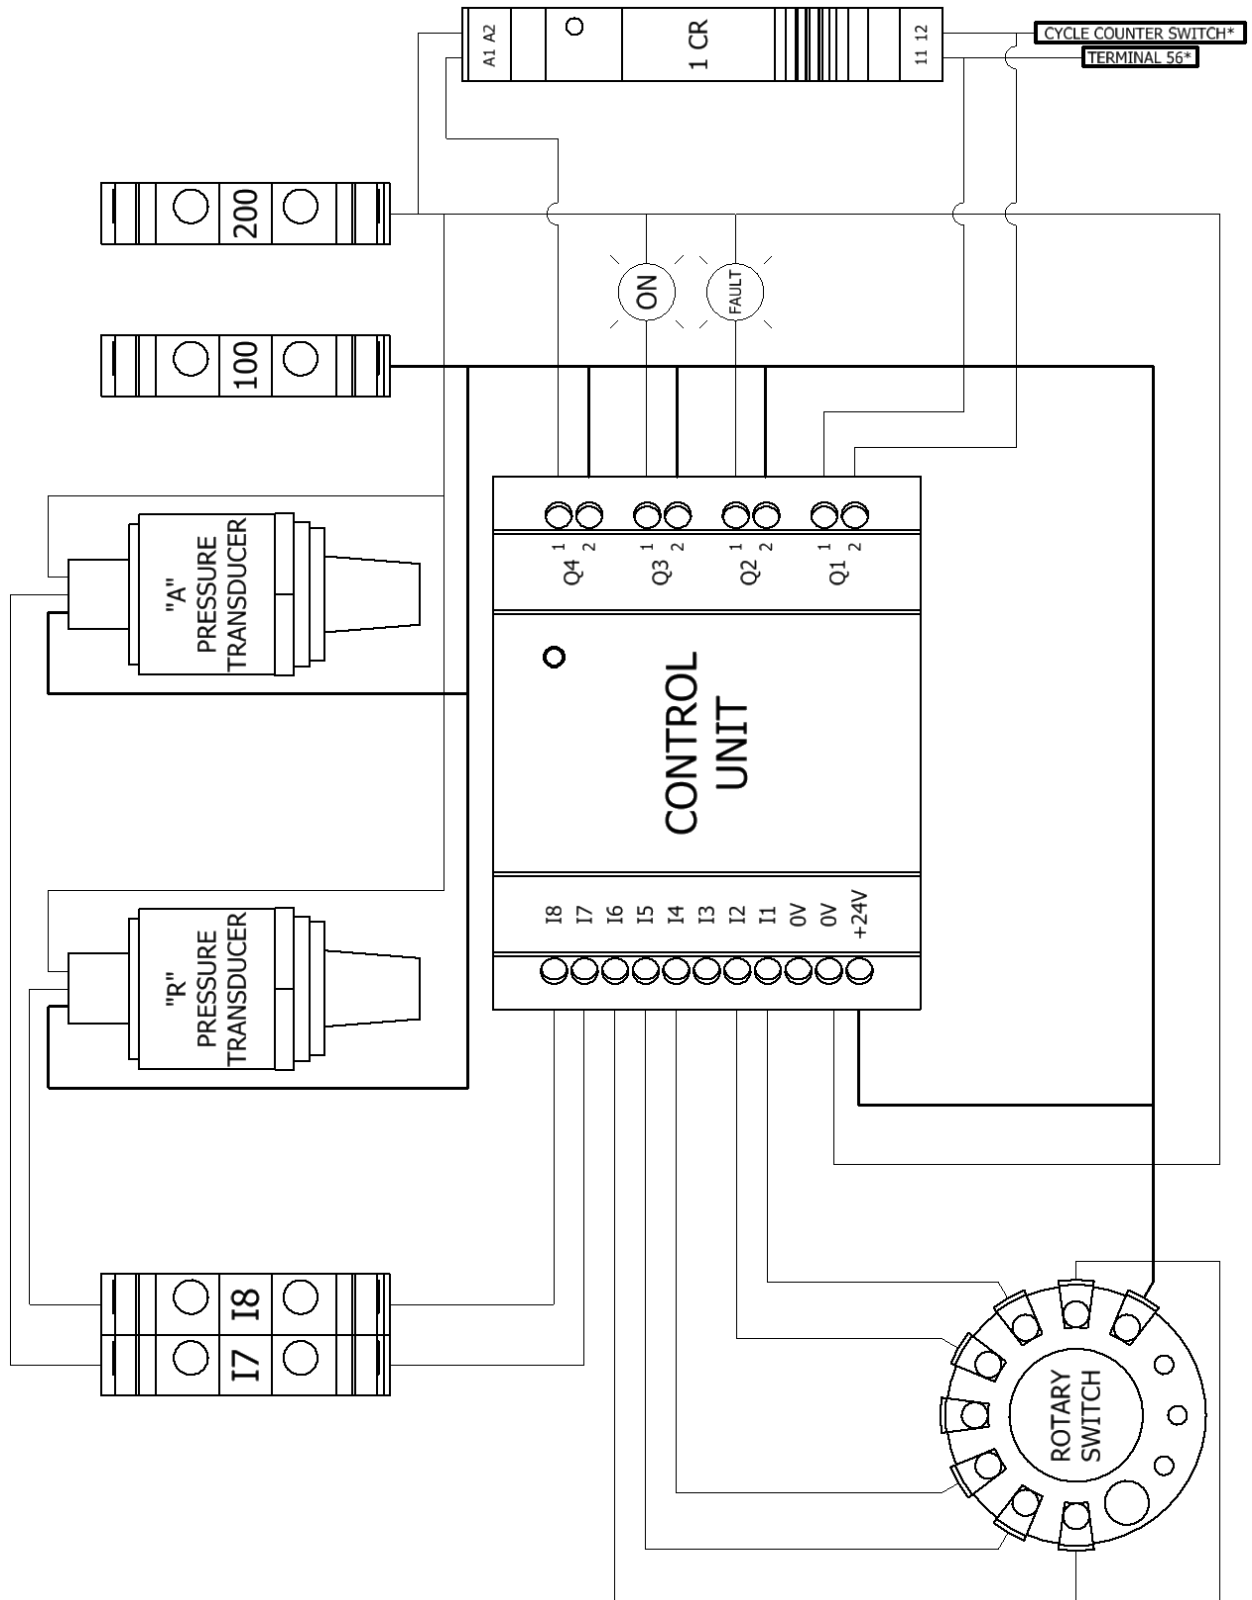 A1 A2
1 CR
11 12
CYCLE COUNTER SWITCH*
TERMINAL 56*
200
ON
FAULT
100
1
2
1
2
1
2
1
2
Q4
Q3
Q2
Q1
"A"
PRESSURE
TRANSDUCER
CONTROL
UNIT
I8
I7
I6
I5
I4
I3
I2
I1
0V
0V
+24V
"R"
PRESSURE
TRANSDUCER
I8
I7
ROTARY
SWITCH